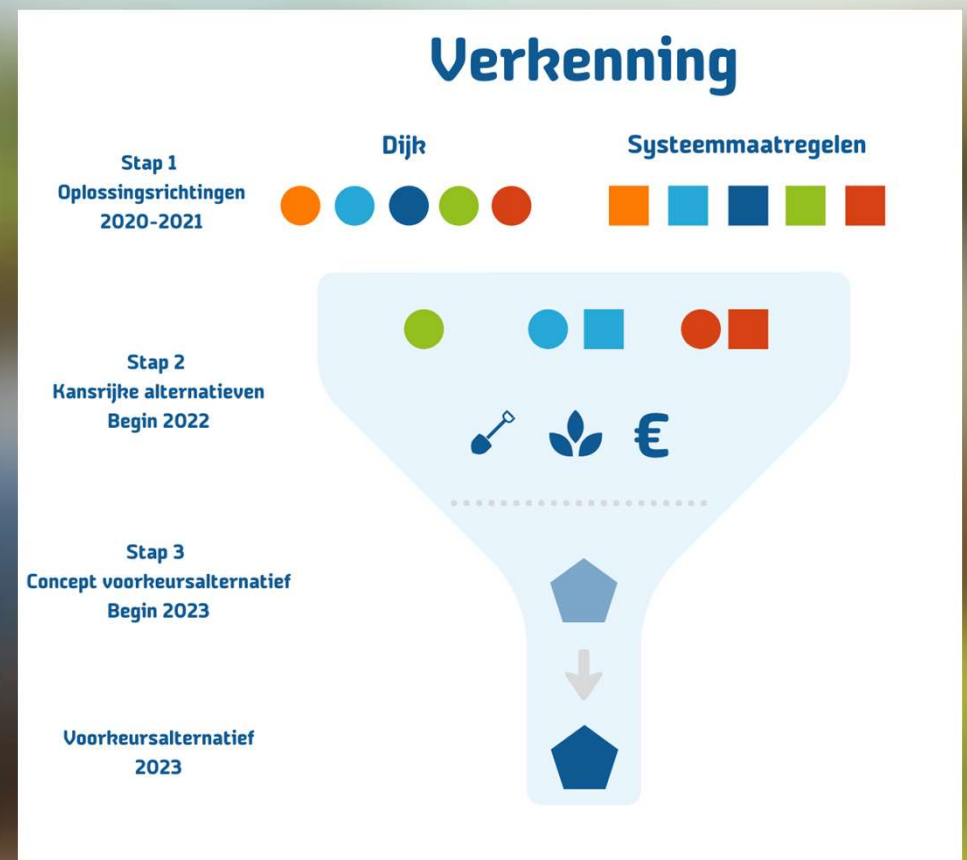 Verkenning
Dijk
Systeemmaatregelen
Stap 1
Oplossingsrichtingen
2020-2021
Stap 2
Kansrijke alternatieven
Begin 2022
€
Stap 3
Concept voorkeursalternatief
Begin 2023
Voorkeursalternatief
2023